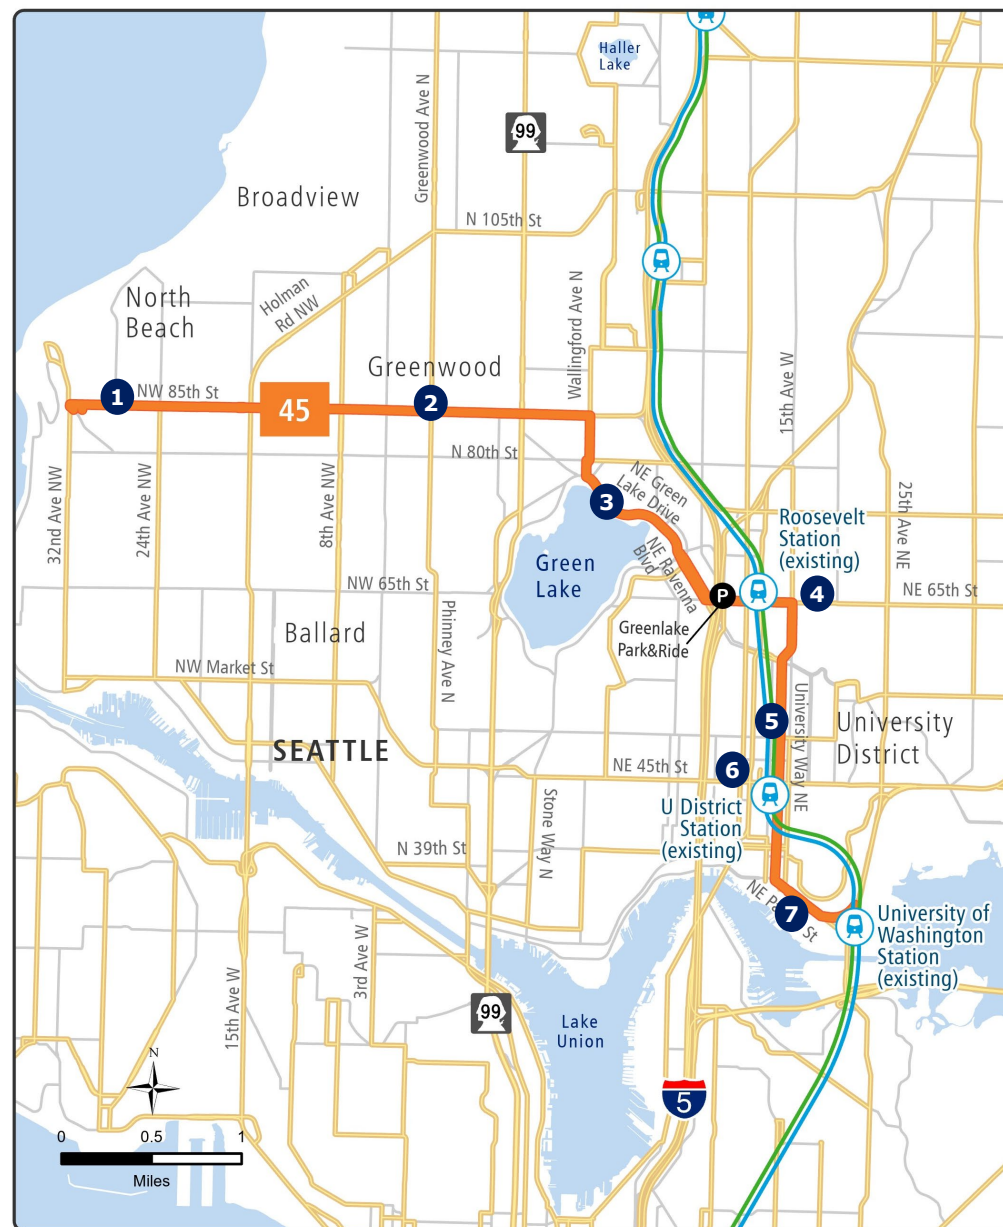 Haller
Lake
Greenwood Ave N
99
Broadview
N 105th St
North
Beach
Holman
Rd NW
Wallingford Ave N
15th Ave W
Greenwood
1
NW 85th St
45
2
N 80th St
NE Green
Lake Drive
32nd Ave NW
24th Ave NW
8th Ave NW
25th Ave NE
3
Roosevelt
Station
(existing)
NE Ravenna
Blvd
Green
Lake
NW 65th St
P
4
NE 65th St
Greenlake
Park&Ride
Ballard
Phinney Ave N
NW Market St
University Way NE
5
University
District
SEATTLE
NE 45th St
6
U District
Station
(existing)
Stone Way N
N 39th St
NE Pa
St
7
University of
Washington
Station
(existing)
3rd Ave W
15th Ave W
99
Lake
Union
N
5
0 0.5 1
Miles